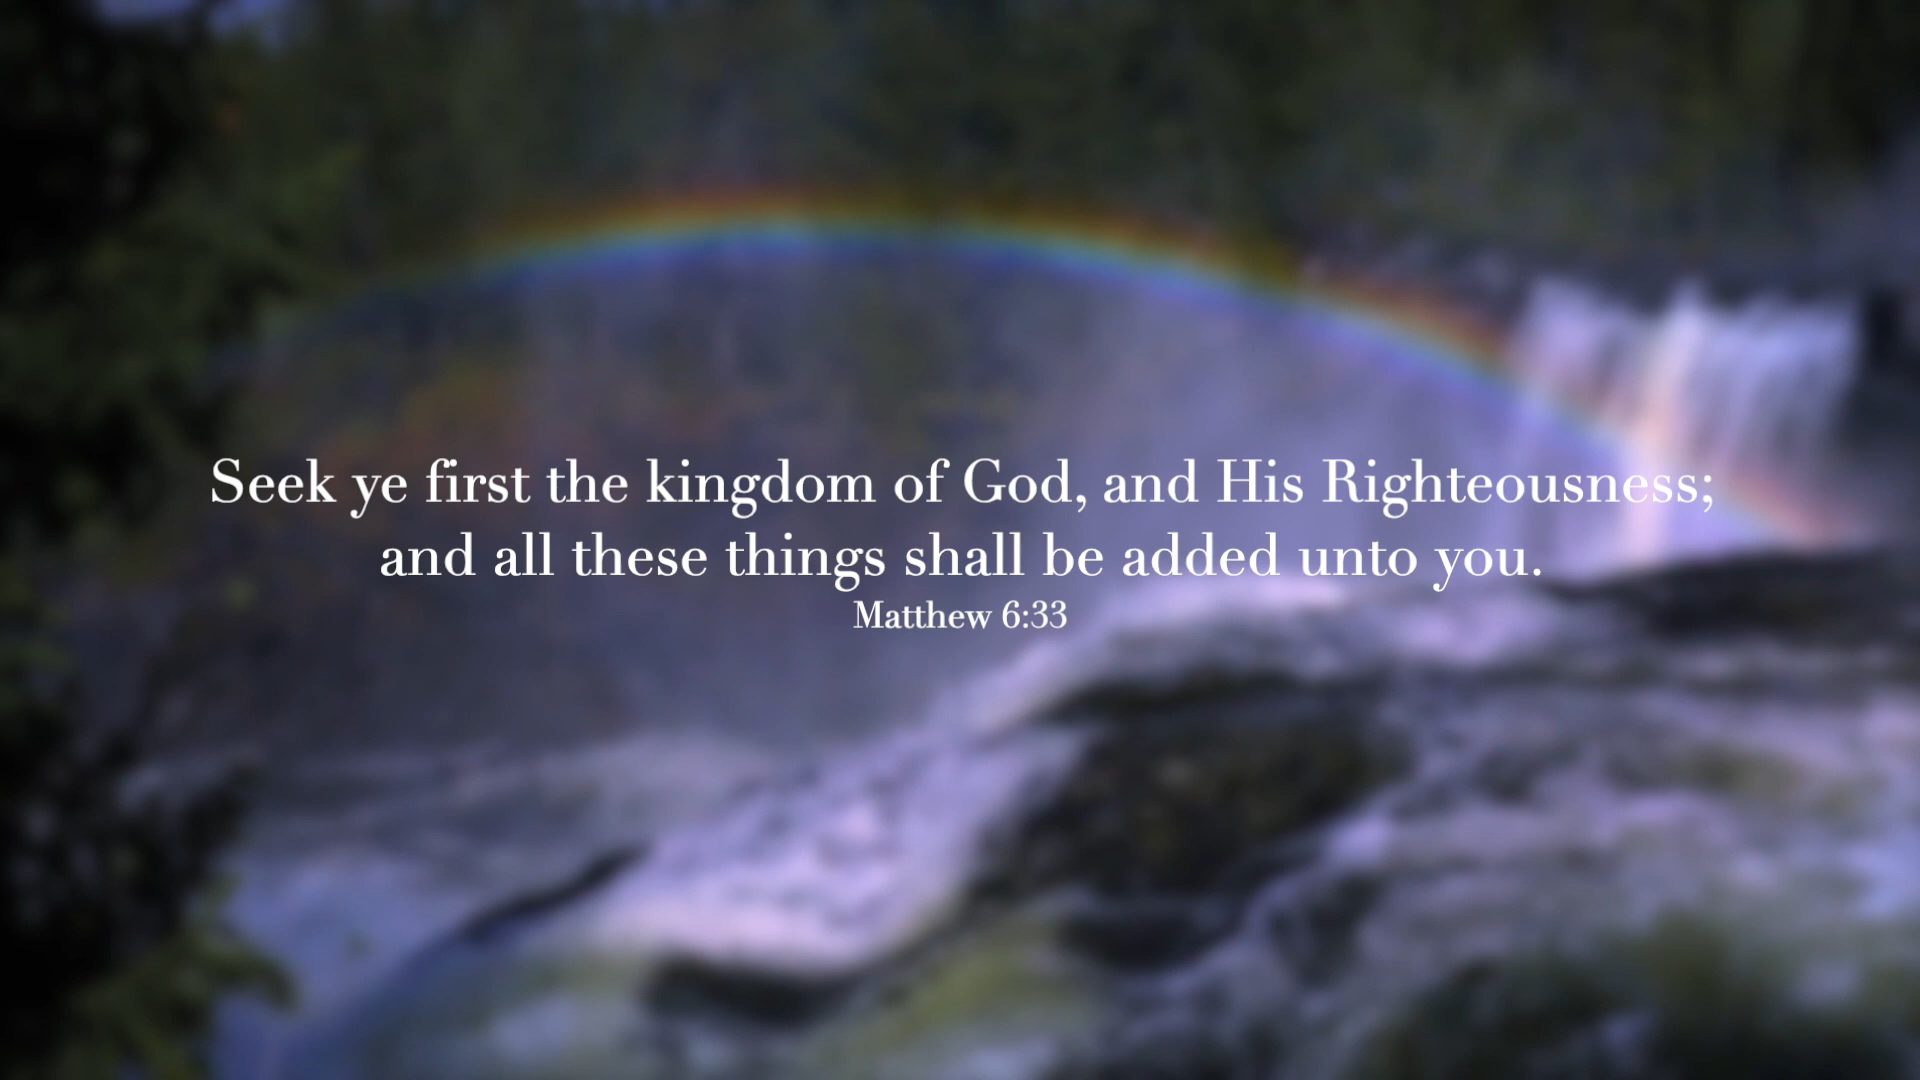 Seek ye first the kingdom of God, and His Righteousness;
and all these things shall be added unto you.
Matthew 6:33